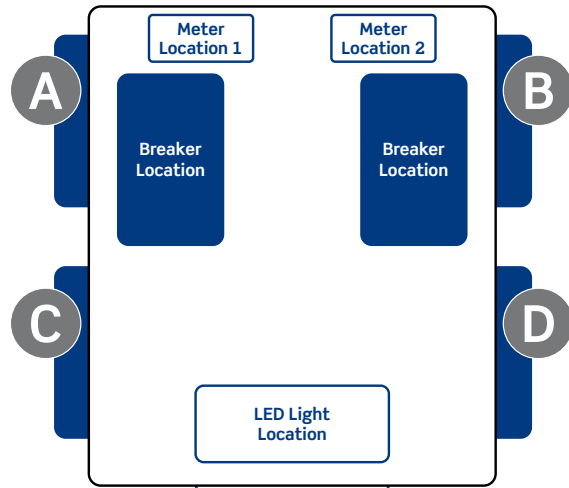 Meter
Location 1
Meter
Location 2
A
B
Breaker
Location
Breaker
Location
C
D
LED Light
Location